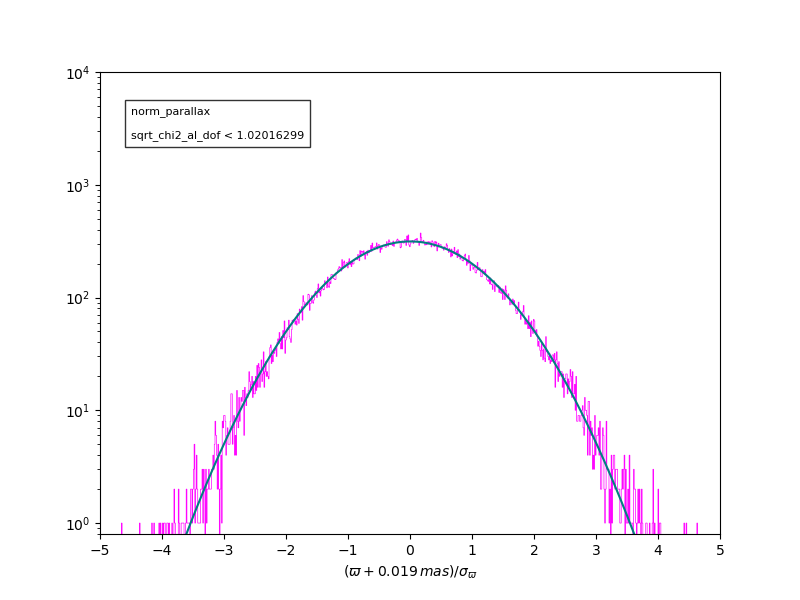 10⁴
norm_parallax
sqrt_chi2_al_dof < 1.02016299
10³
10²
10¹
10⁰
−5 −4 −3 −2 −1 0 1 2 3 4 5
(ϖ + 0.019 mas)/σ_ϖ